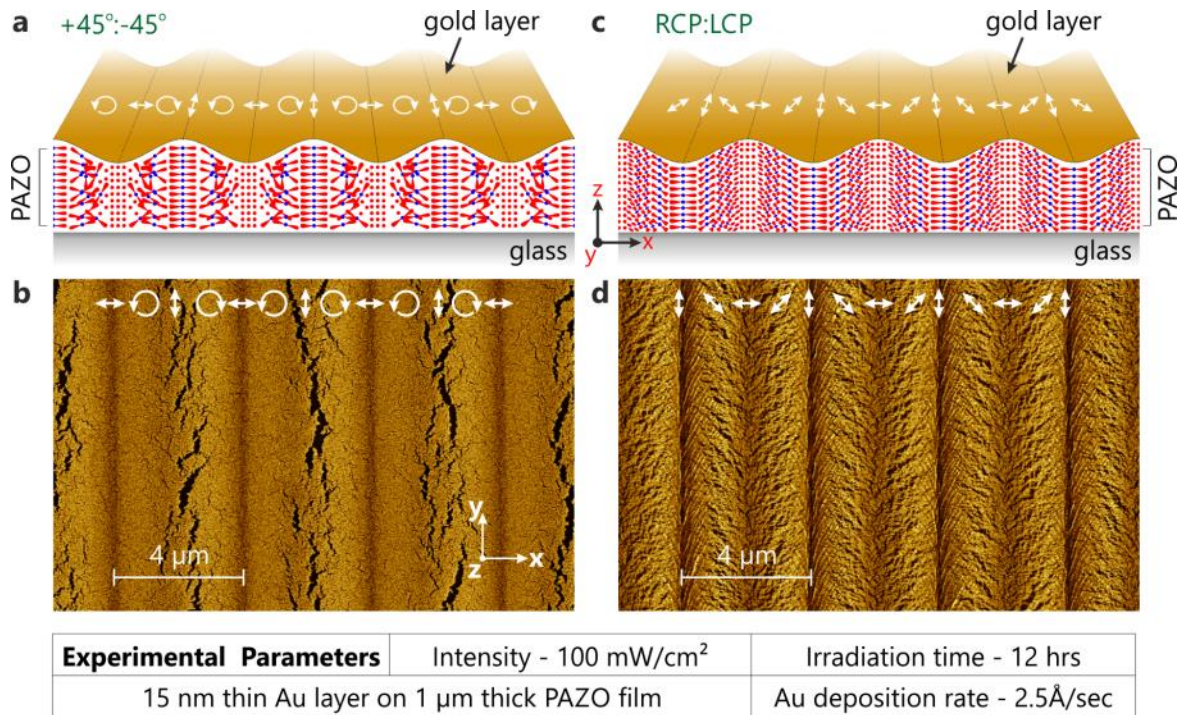 a +45°:-45° gold layer
PAZO
glass
c RCP:LCP gold layer
PAZO
glass
z
y x
b
4 µm
y
z x
d
4 µm
Experimental Parameters Intensity - 100 mW/cm² Irradiation time - 12 hrs
15 nm thin Au layer on 1 µm thick PAZO film Au deposition rate - 2.5Å/sec